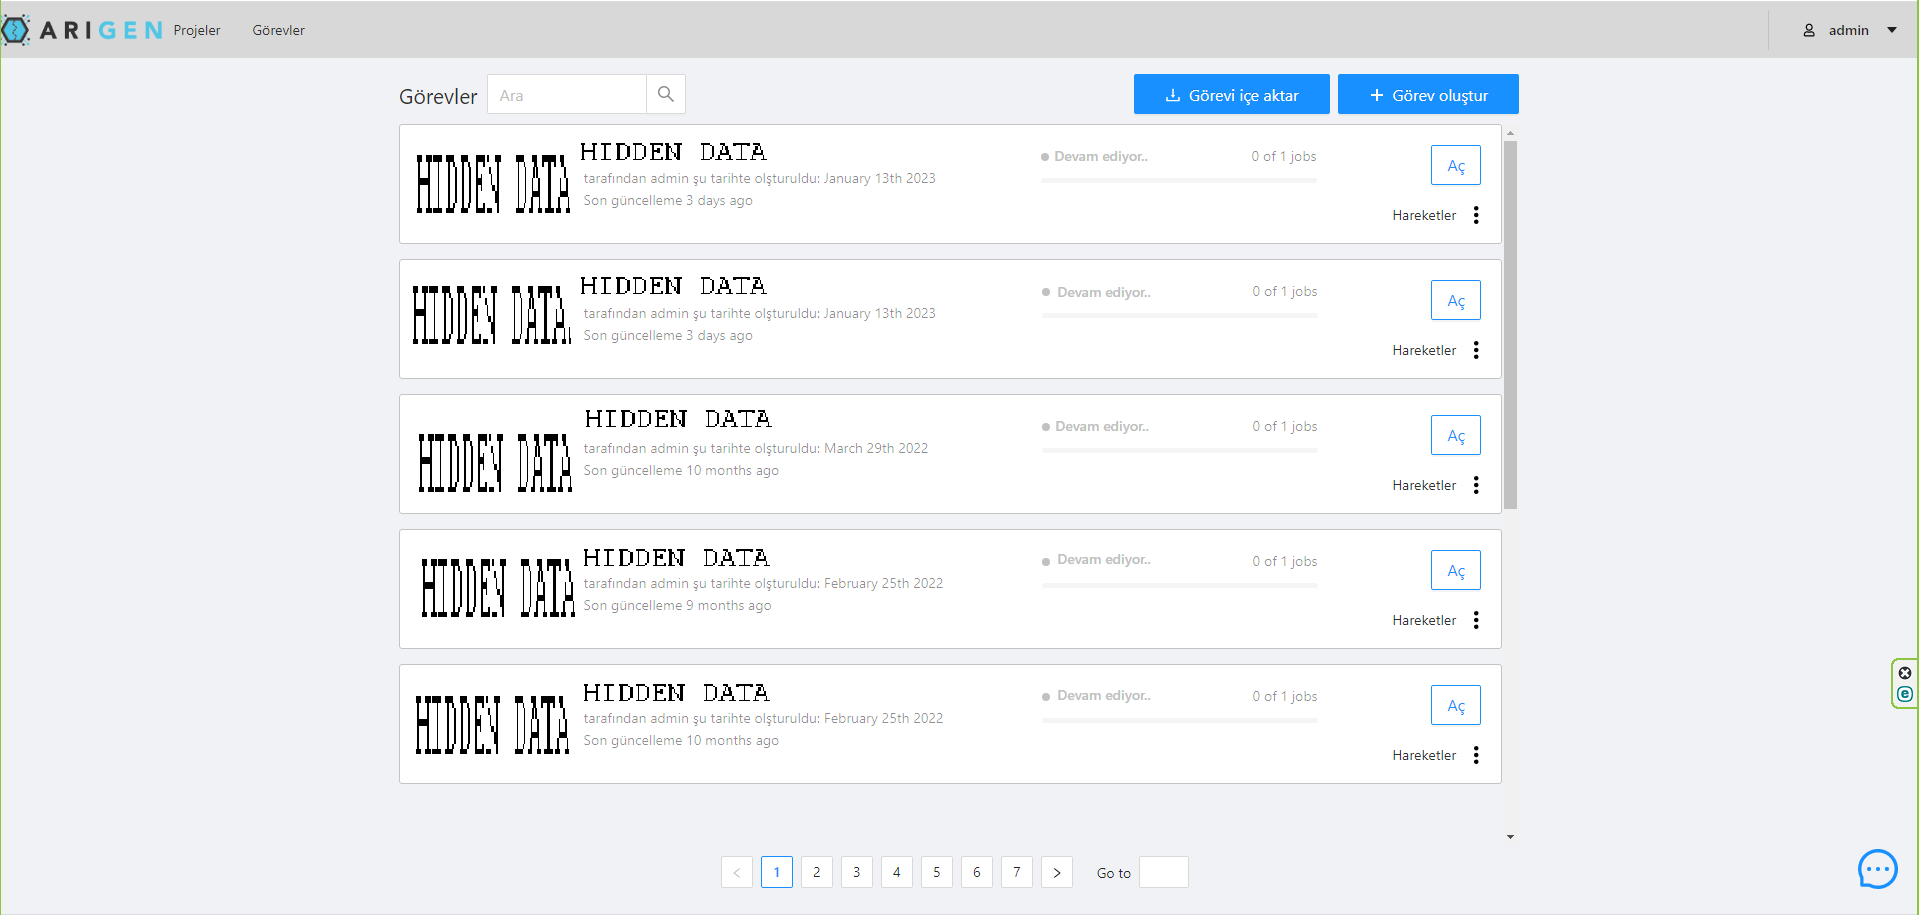 ARIGEN Projeler Görevler admin
Görevler Ara Görevi içe aktar Görev oluştur
HIDDEN DATA
HIDDEN DATA
tarafından admin şu tarihte olşturuldu: January 13th 2023
Son güncelleme 3 days ago
Devam ediyor.. 0 of 1 jobs
Aç
Hareketler
HIDDEN DATA.
HIDDEN DATA
tarafından admin şu tarihte olşturuldu: January 13th 2023
Son güncelleme 3 days ago
Devam ediyor.. 0 of 1 jobs
Aç
Hareketler
HIDDEN DATA
HIDDEN DATA
tarafından admin şu tarihte olşturuldu: March 29th 2022
Son güncelleme 10 months ago
Devam ediyor.. 0 of 1 jobs
Aç
Hareketler
HIDDEN DATA
HIDDEN DATA
tarafından admin şu tarihte olşturuldu: February 25th 2022
Son güncelleme 9 months ago
Devam ediyor.. 0 of 1 jobs
Aç
Hareketler
HIDDEN DATA
HIDDEN DATA
tarafından admin şu tarihte olşturuldu: February 25th 2022
Son güncelleme 10 months ago
Devam ediyor.. 0 of 1 jobs
Aç
Hareketler
< 1 2 3 4 5 6 7 > Go to